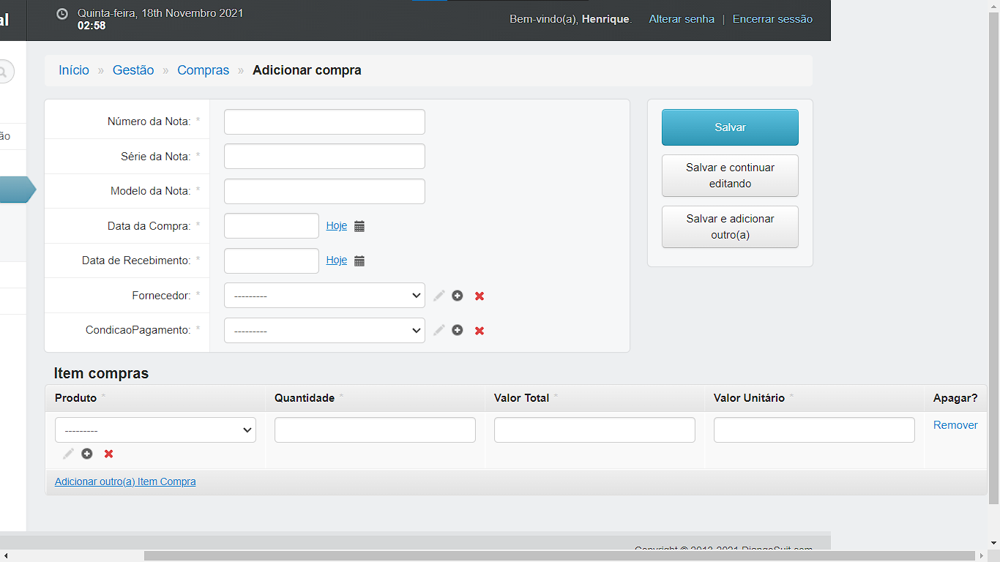 al
Quinta-feira, 18th Novembro 2021
02:58
Bem-vindo(a), Henrique. Alterar senha | Encerrar sessão
Início » Gestão » Compras » Adicionar compra
ão
Número da Nota: *
Série da Nota: *
Modelo da Nota: *
Data da Compra: * Hoje
Data de Recebimento: * Hoje
Fornecedor: * ---------
CondicaoPagamento: * ---------
Salvar
Salvar e continuar
editando
Salvar e adicionar
outro(a)
Item compras
Produto * Quantidade * Valor Total * Valor Unitário * Apagar?
--------- Remover
Adicionar outro(a) Item Compra
Copyright © 2013-2021 DjangoSuit.com